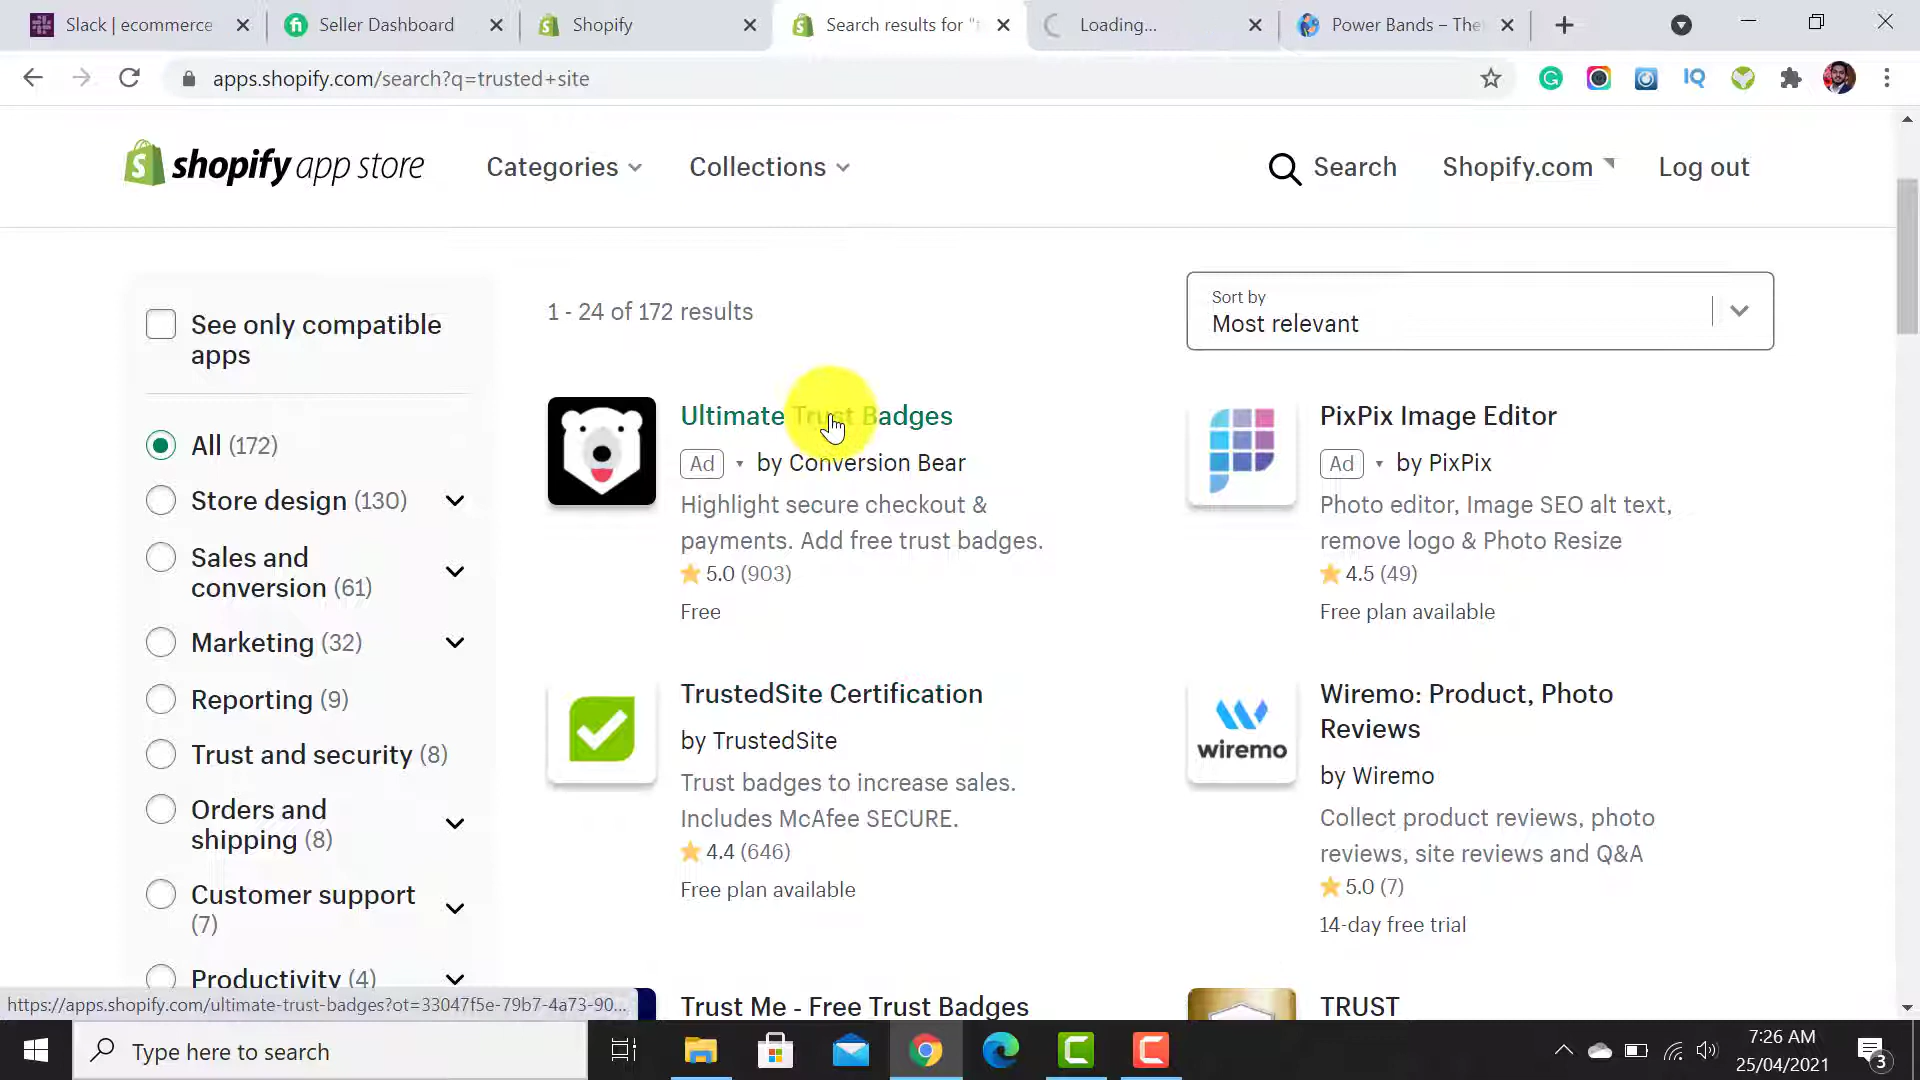 Slack | ecommerce
Seller Dashboard
Shopify
Search results for "t
Loading...
Power Bands – The
apps.shopify.com/search?q=trusted+site
shopify app store
Categories
Collections
Search
Shopify.com
Log out
See only compatible
apps
All (172)
Store design (130)
Sales and
conversion (61)
Marketing (32)
Reporting (9)
Trust and security (8)
Orders and
shipping (8)
Customer support
(7)
Productivity (4)
1 - 24 of 172 results
Sort by
Most relevant
Ultimate Trust Badges
Ad by Conversion Bear
Highlight secure checkout &
payments. Add free trust badges.
5.0 (903)
Free
PixPix Image Editor
Ad by PixPix
Photo editor, Image SEO alt text,
remove logo & Photo Resize
4.5 (49)
Free plan available
TrustedSite Certification
by TrustedSite
Trust badges to increase sales.
Includes McAfee SECURE.
4.4 (646)
Free plan available
wiremo
Wiremo: Product, Photo
Reviews
by Wiremo
Collect product reviews, photo
reviews, site reviews and Q&A
5.0 (7)
14-day free trial
Trust Me - Free Trust Badges
TRUST
https://apps.shopify.com/ultimate-trust-badges?ot=33047f5e-79b7-4a73-90...
Type here to search
7:26 AM
25/04/2021
3